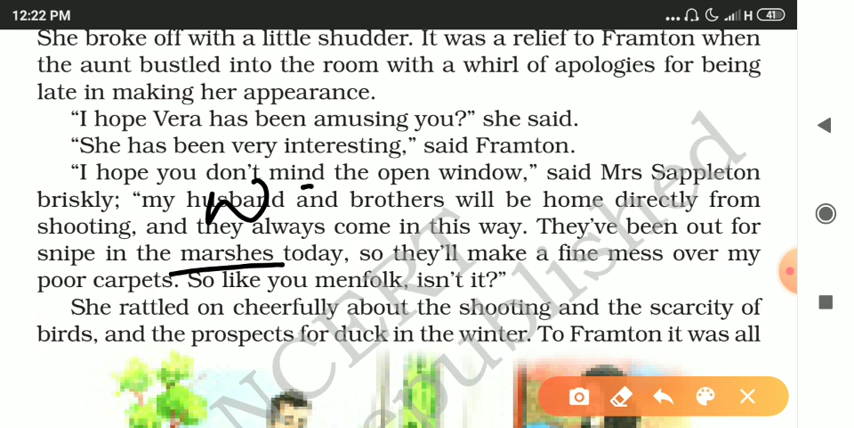 12:22 PM ... H 41
She broke off with a little shudder. It was a relief to Framton when
the aunt bustled into the room with a whirl of apologies for being
late in making her appearance.
“I hope Vera has been amusing you?” she said.
“She has been very interesting,” said Framton.
“I hope you don’t mind the open window,” said Mrs Sappleton
briskly; “my husband and brothers will be home directly from
shooting, and they always come in this way. They’ve been out for
snipe in the marshes today, so they’ll make a fine mess over my
poor carpets. So like you menfolk, isn’t it?”
She rattled on cheerfully about the shooting and the scarcity of
birds, and the prospects for duck in the winter. To Framton it was all
NCERT
republished